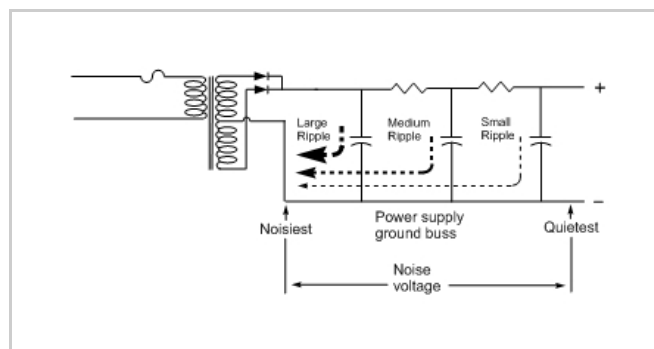 +
Large
Ripple
Medium
Ripple
Small
Ripple
–
Noisiest
Power supply
ground buss
Quietest
Noise
voltage